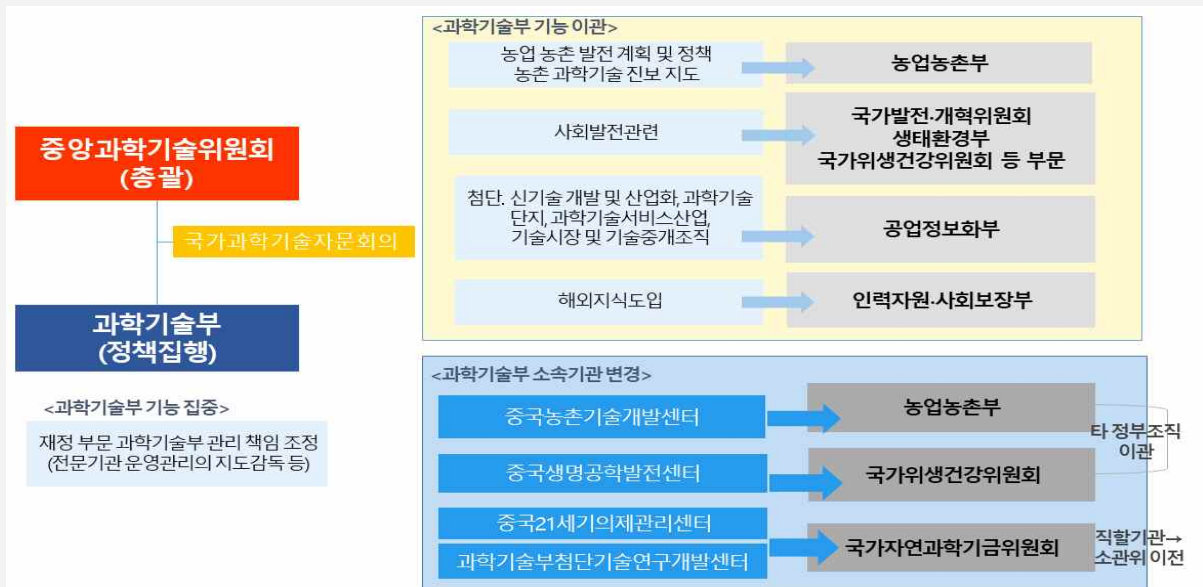 중앙과학기술위원회
(총괄)
국가과학기술자문회의
과학기술부
(정책집행)
<과학기술부 기능 집중>
재정 부문 과학기술부 관리 책임 조정
(전문기관 운영관리의 지도감독 등)
<과학기술부 기능 이관>
농업 농촌 발전 계획 및 정책
농촌 과학기술 진보 지도
농업농촌부
사회발전관련
국가발전·개혁위원회
생태환경부
국가위생건강위원회 등 부문
첨단. 신기술 개발 및 산업화, 과학기술
단지, 과학기술서비스산업,
기술시장 및 기술중개조직
공업정보화부
해외지식도입
인력자원·사회보장부
<과학기술부 소속기관 변경>
중국농촌기술개발센터
농업농촌부
중국생명공학발전센터
국가위생건강위원회
타 정부조직
이관
중국21세기의제관리센터
과학기술부첨단기술연구개발센터
국가자연과학기금위원회
직할기관→
소관위 이전